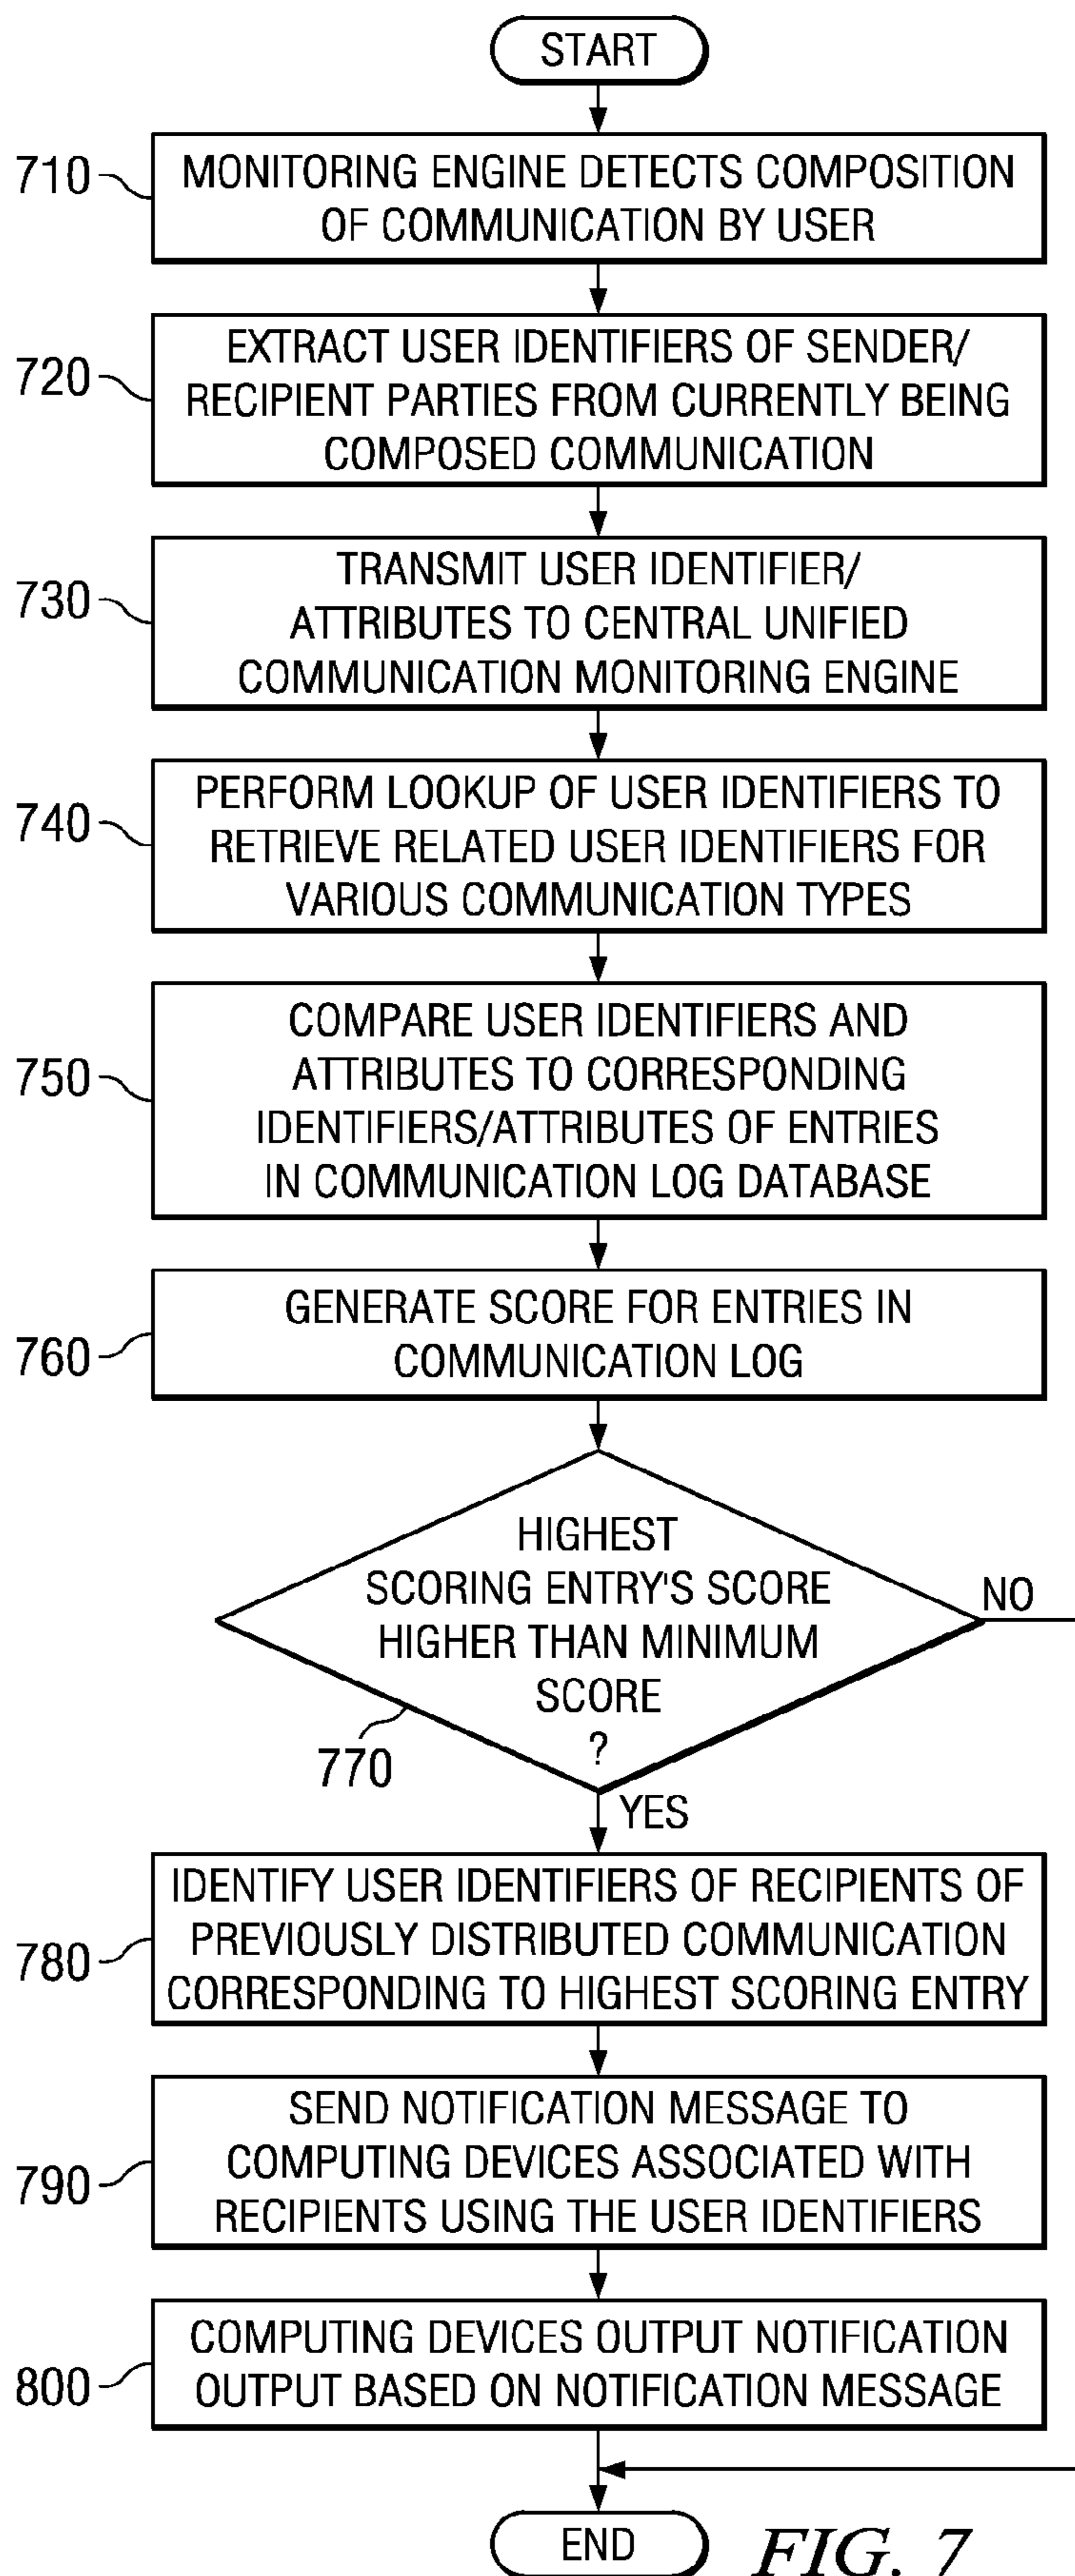 START
710
MONITORING ENGINE DETECTS COMPOSITION
OF COMMUNICATION BY USER
720
EXTRACT USER IDENTIFIERS OF SENDER/
RECIPIENT PARTIES FROM CURRENTLY BEING
COMPOSED COMMUNICATION
730
TRANSMIT USER IDENTIFIER/
ATTRIBUTES TO CENTRAL UNIFIED
COMMUNICATION MONITORING ENGINE
740
PERFORM LOOKUP OF USER IDENTIFIERS TO
RETRIEVE RELATED USER IDENTIFIERS FOR
VARIOUS COMMUNICATION TYPES
750
COMPARE USER IDENTIFIERS AND
ATTRIBUTES TO CORRESPONDING
IDENTIFIERS/ATTRIBUTES OF ENTRIES
IN COMMUNICATION LOG DATABASE
760
GENERATE SCORE FOR ENTRIES IN
COMMUNICATION LOG
HIGHEST
SCORING ENTRY'S SCORE
HIGHER THAN MINIMUM
SCORE
?
NO
770
YES
780
IDENTIFY USER IDENTIFIERS OF RECIPIENTS OF
PREVIOUSLY DISTRIBUTED COMMUNICATION
CORRESPONDING TO HIGHEST SCORING ENTRY
790
SEND NOTIFICATION MESSAGE TO
COMPUTING DEVICES ASSOCIATED WITH
RECIPIENTS USING THE USER IDENTIFIERS
800
COMPUTING DEVICES OUTPUT NOTIFICATION
OUTPUT BASED ON NOTIFICATION MESSAGE
END
FIG. 7